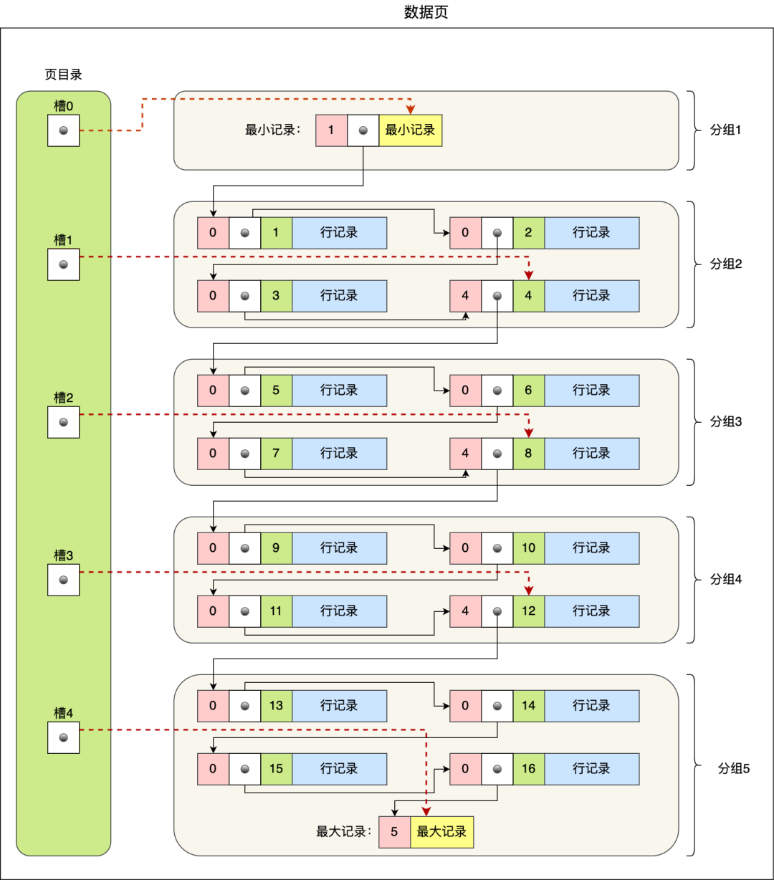 数据页
页目录
槽0
最小记录：
1
最小记录
分组1
0
1
行记录
0
2
行记录
槽1
分组2
0
3
行记录
4
4
行记录
0
5
行记录
0
6
行记录
槽2
分组3
0
7
行记录
4
8
行记录
0
9
行记录
0
10
行记录
槽3
分组4
0
11
行记录
4
12
行记录
0
13
行记录
0
14
行记录
槽4
分组5
0
15
行记录
0
16
行记录
最大记录：
5
最大记录